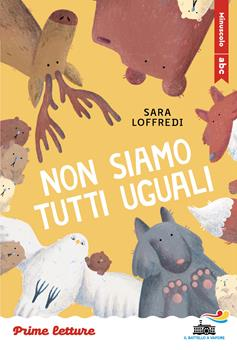 Minuscolo
abc
SARA
LOFFREDI
NON SIAMO
TUTTI UGUALI
Prime letture
IL BATTELLO A VAPORE